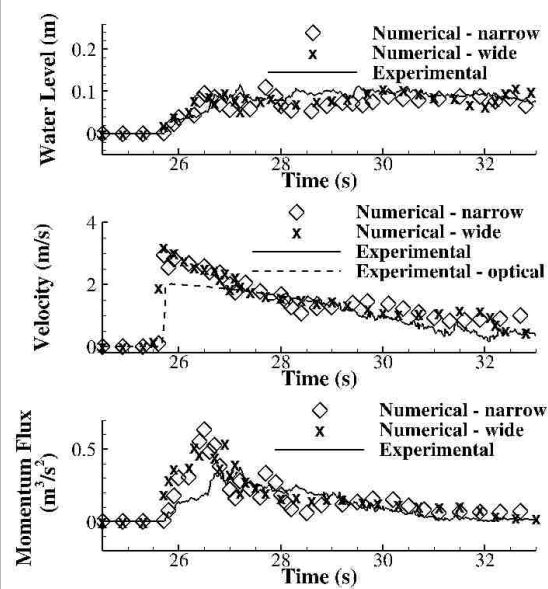 Water Level (m)
0.2
0.1
0
Numerical - narrow
Numerical - wide
Experimental
26 28 30 32
Time (s)
Velocity (m/s)
4
2
0
Numerical - narrow
Numerical - wide
Experimental
Experimental - optical
26 28 30 32
Time (s)
Momentum Flux
(m³/s²)
0.5
0
Numerical - narrow
Numerical - wide
Experimental
26 28 30 32
Time (s)